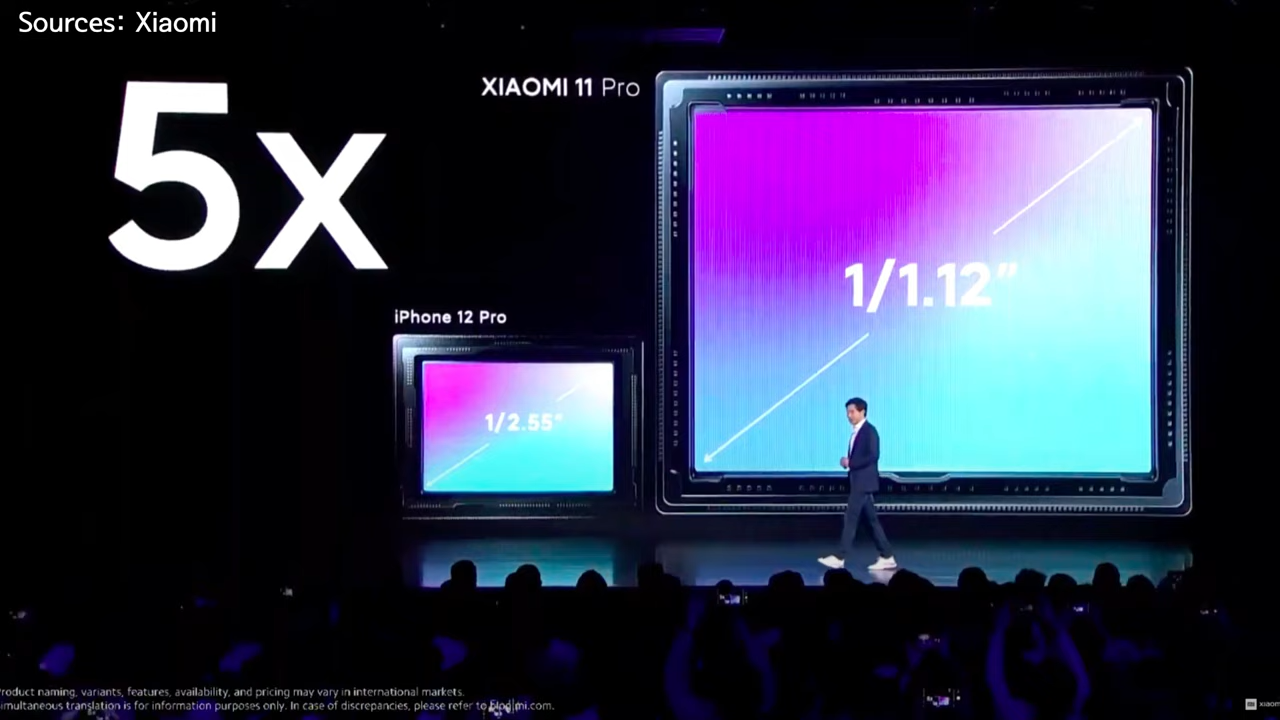 Sources: Xiaomi
5x
XIAOMI 11 Pro
1/1.12"
iPhone 12 Pro
1/2.55"
roduct naming, variants, features, availability, and pricing may vary in international markets.
imultaneous translation is for information purposes only. In case of discrepancies, please refer to blog.mi.com.
xiaom